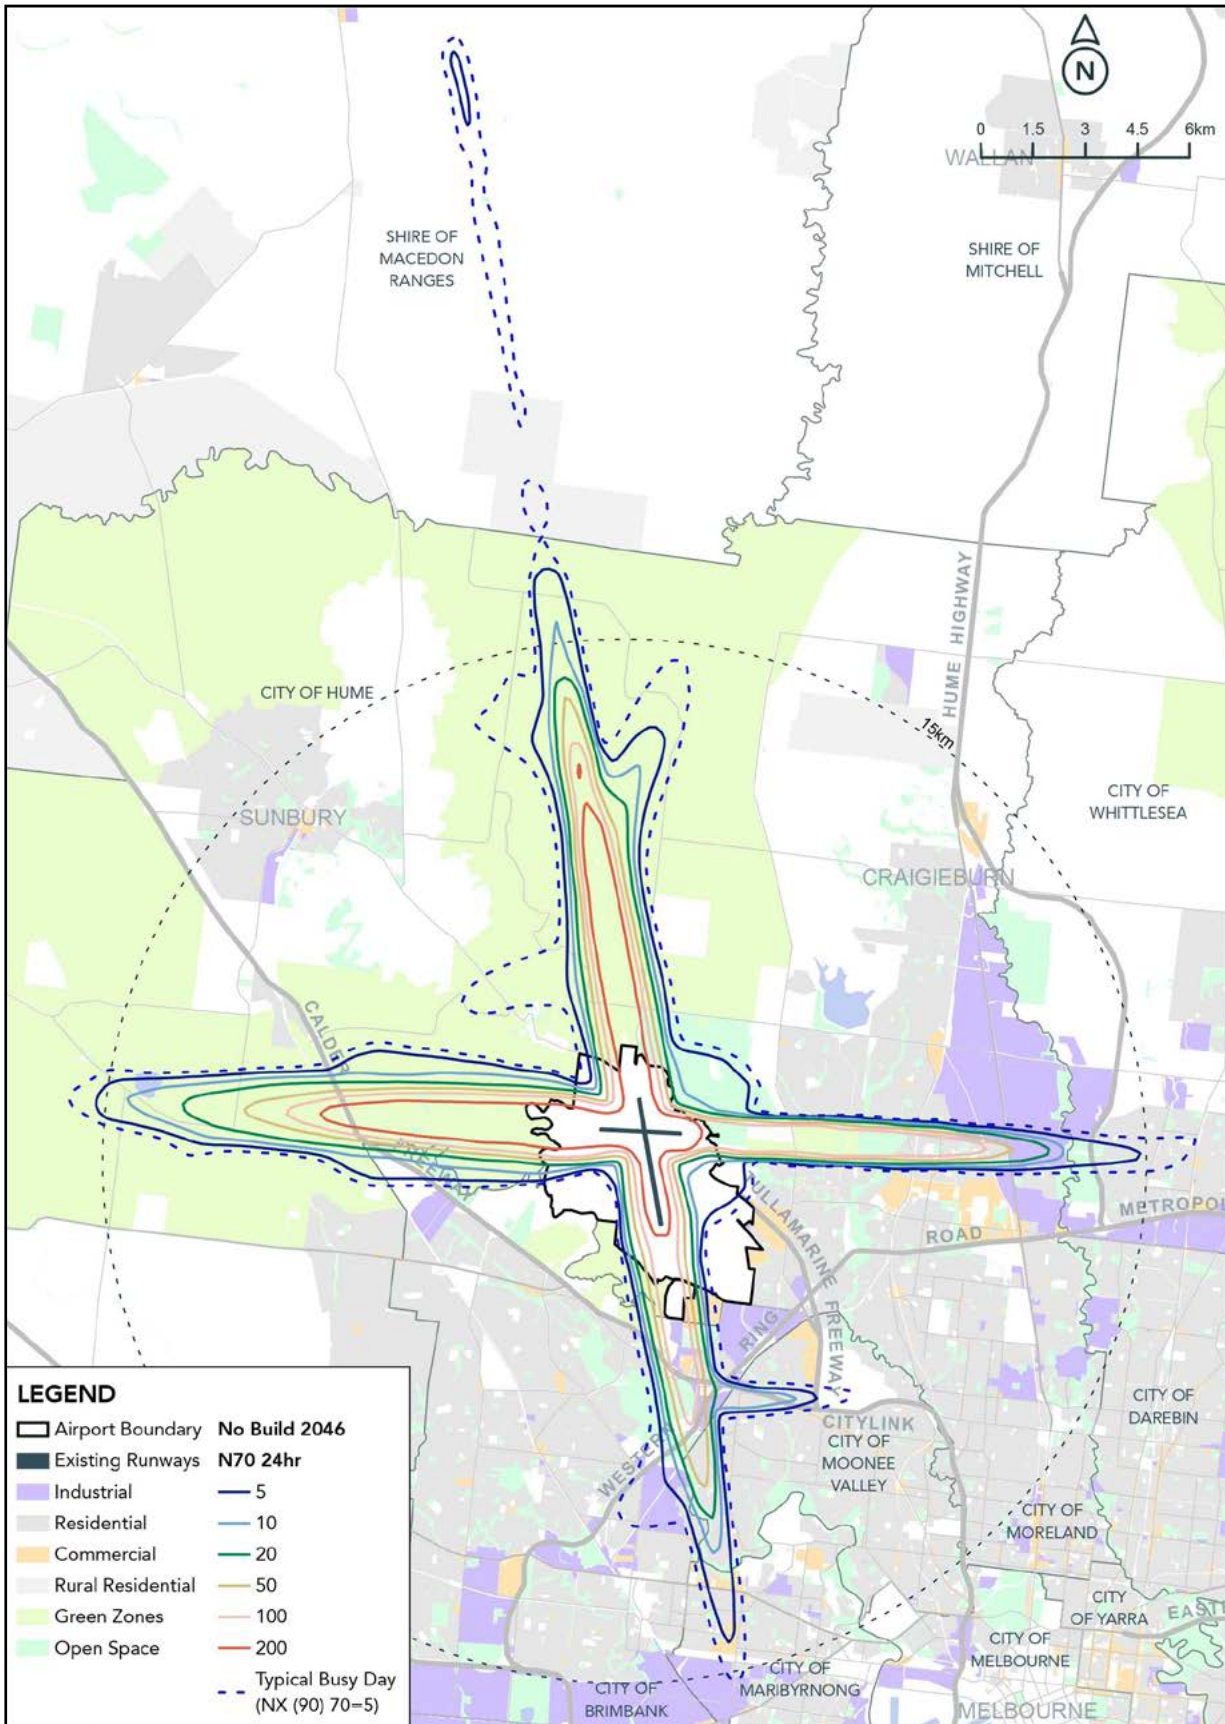 N
0 1.5 3 4.5 6km
WALLAN
SHIRE OF
MACEDON
RANGES
SHIRE OF
MITCHELL
HUME HIGHWAY
CITY OF HUME
15km
CITY OF
WHITTLESEA
SUNBURY
CRAIGIEBURN
CALDER
FREEWAY
TULLAMARINE FREEWAY
METROPOL
ROAD
RING
WESTERN
CITYLINK
CITY OF
MOONEE
VALLEY
CITY OF
DAREBIN
CITY OF
MORELAND
CITY
OF YARRA
EASTE
CITY OF
MELBOURNE
CITY OF
MARIBYRNONG
CITY OF
BRIMBANK
MELBOURNE
LEGEND
Airport Boundary No Build 2046
Existing Runways N70 24hr
Industrial 5
Residential 10
Commercial 20
Rural Residential 50
Green Zones 100
Open Space 200
Typical Busy Day
(NX (90) 70=5)